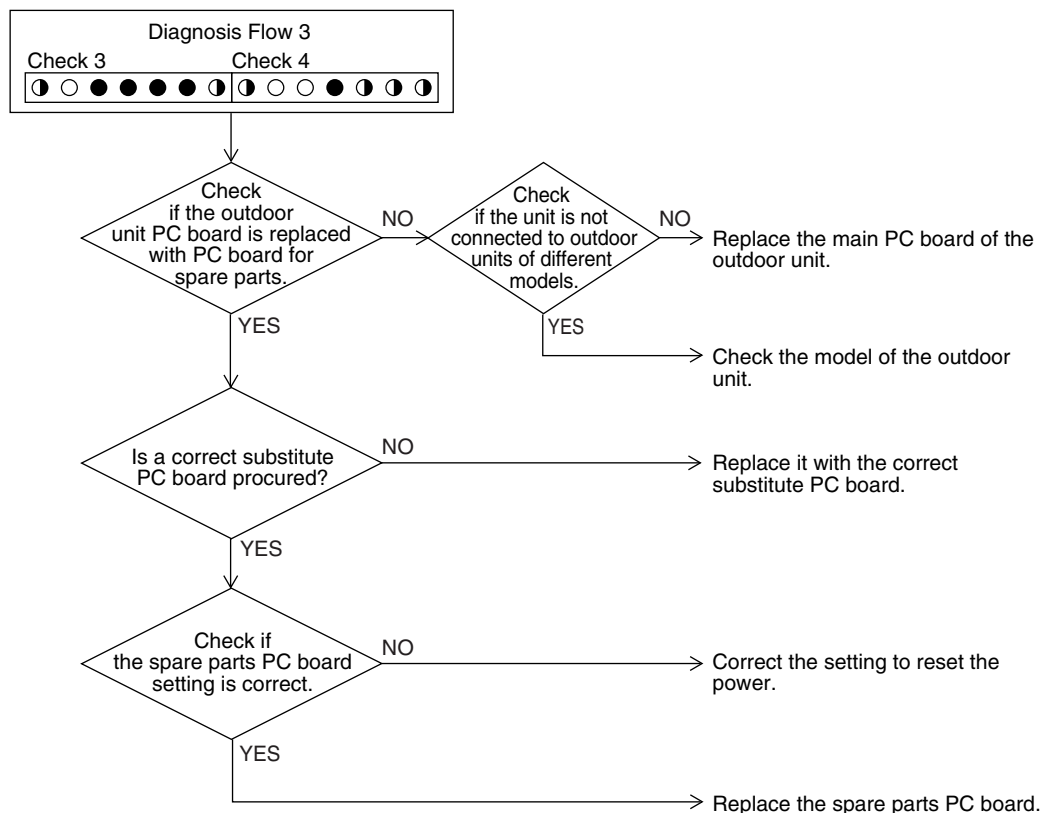 Diagnosis Flow 3
Check 3 Check 4
Check
if the outdoor
unit PC board is replaced
with PC board for
spare parts.
NO
Check
if the unit is not
connected to outdoor
units of different
models.
NO
Replace the main PC board of the
outdoor unit.
YES
YES
Check the model of the outdoor
unit.
Is a correct substitute
PC board procured?
NO
Replace it with the correct
substitute PC board.
YES
Check if
the spare parts PC board
setting is correct.
NO
Correct the setting to reset the
power.
YES
Replace the spare parts PC board.